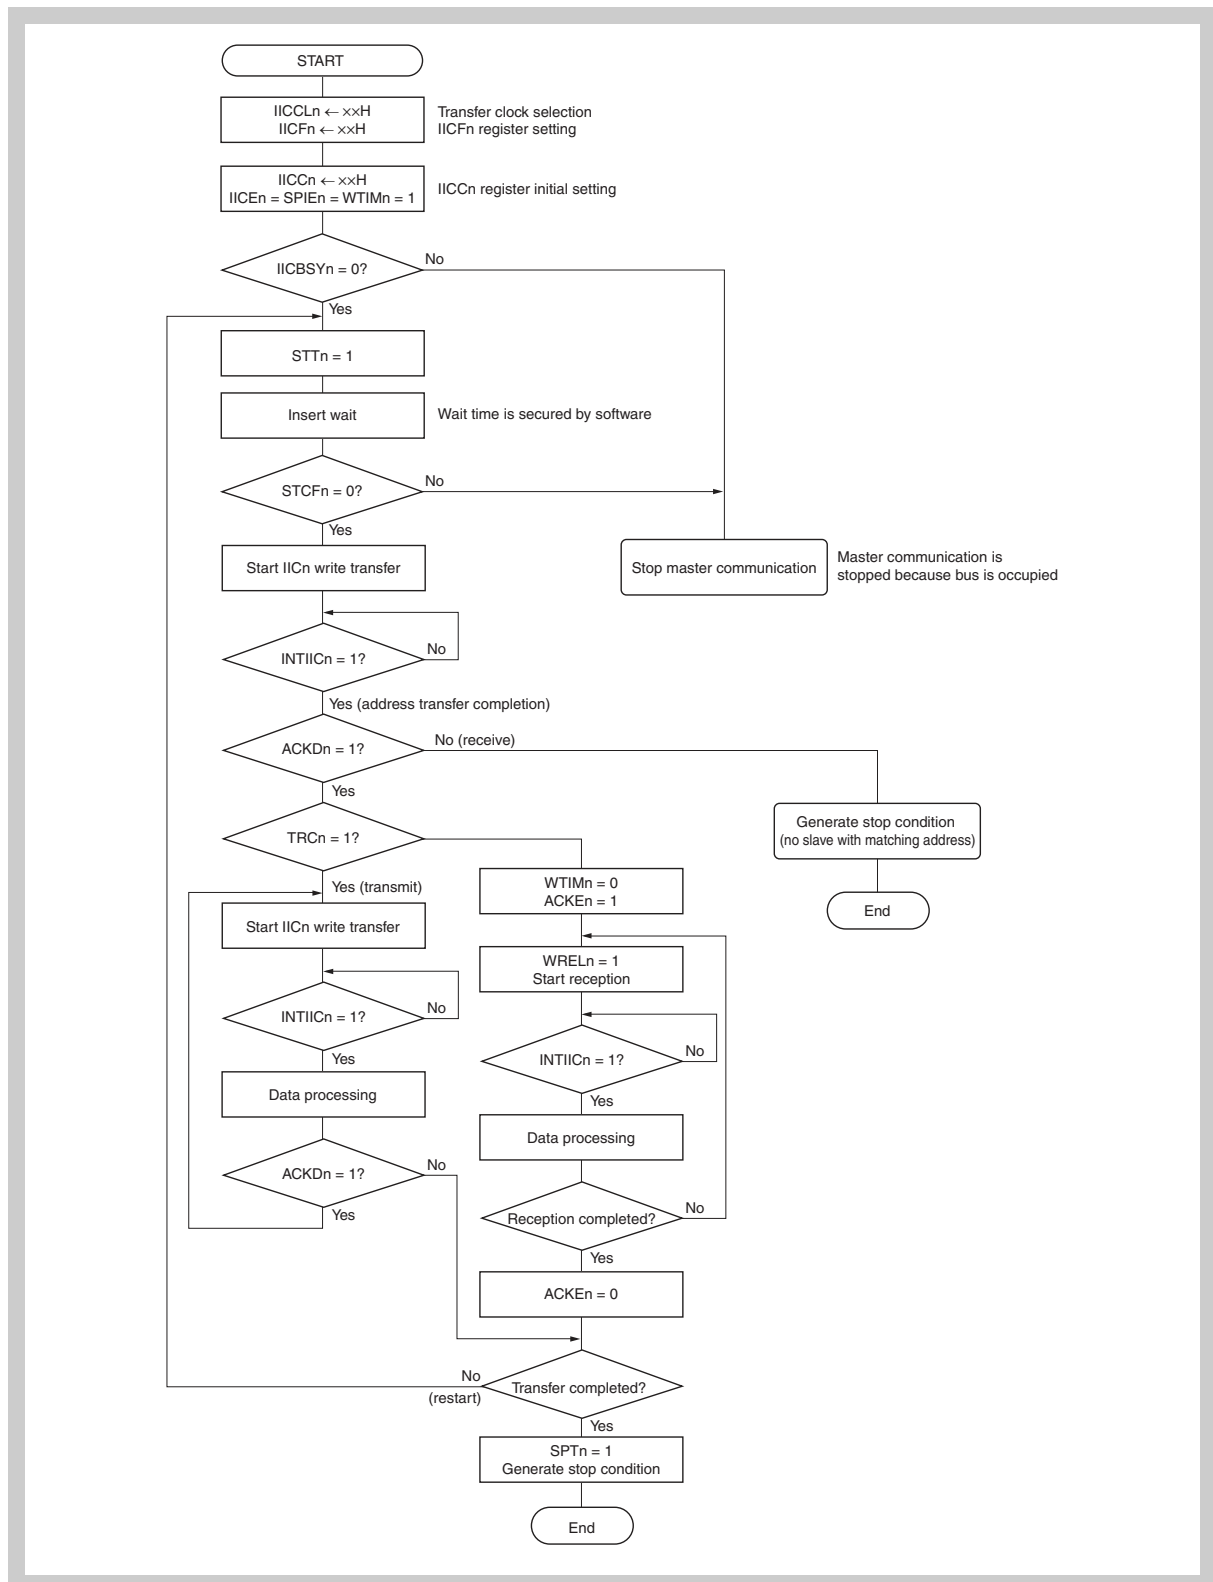 START
IICCLn ← ××H
IICFn ← ××H
Transfer clock selection
IICFn register setting
IICCn ← ××H
IICEn = SPIEn = WTIMn = 1
IICCn register initial setting
IICBSYn = 0?
No
Yes
STTn = 1
Insert wait
Wait time is secured by software
STCFn = 0?
No
Yes
Start IICn write transfer
Stop master communication
Master communication is
stopped because bus is occupied
INTIICn = 1?
No
Yes (address transfer completion)
ACKDn = 1?
No (receive)
Yes
Generate stop condition
(no slave with matching address)
End
TRCn = 1?
Yes (transmit)
WTIMn = 0
ACKEn = 1
Start IICn write transfer
WRELn = 1
Start reception
INTIICn = 1?
No
Yes
INTIICn = 1?
No
Yes
Data processing
Data processing
ACKDn = 1?
No
Yes
Reception completed?
No
Yes
ACKEn = 0
Transfer completed?
No
(restart)
Yes
SPTn = 1
Generate stop condition
End